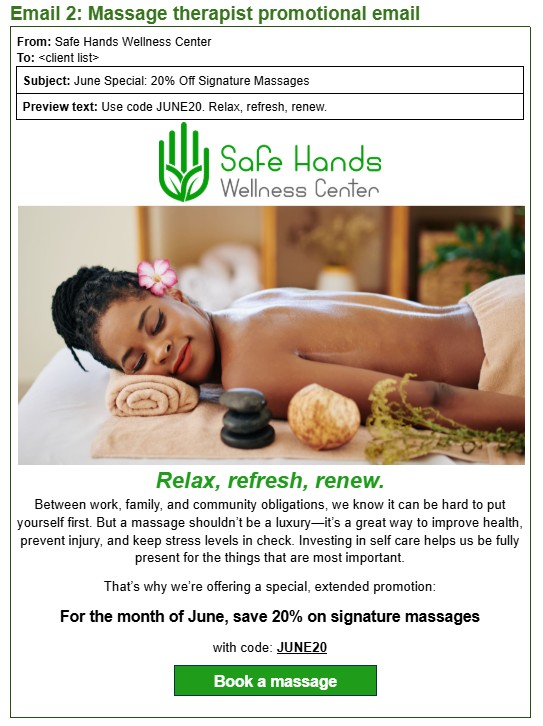 Email 2: Massage therapist promotional email
From: Safe Hands Wellness Center
To: <client list>
Subject: June Special: 20% Off Signature Massages
Preview text: Use code JUNE20. Relax, refresh, renew.
Safe Hands
Wellness Center
Relax, refresh, renew.
Between work, family, and community obligations, we know it can be hard to put
yourself first. But a massage shouldn't be a luxury—it's a great way to improve health,
prevent injury, and keep stress levels in check. Investing in self care helps us be fully
present for the things that are most important.
That's why we're offering a special, extended promotion:
For the month of June, save 20% on signature massages
with code: JUNE20
Book a massage